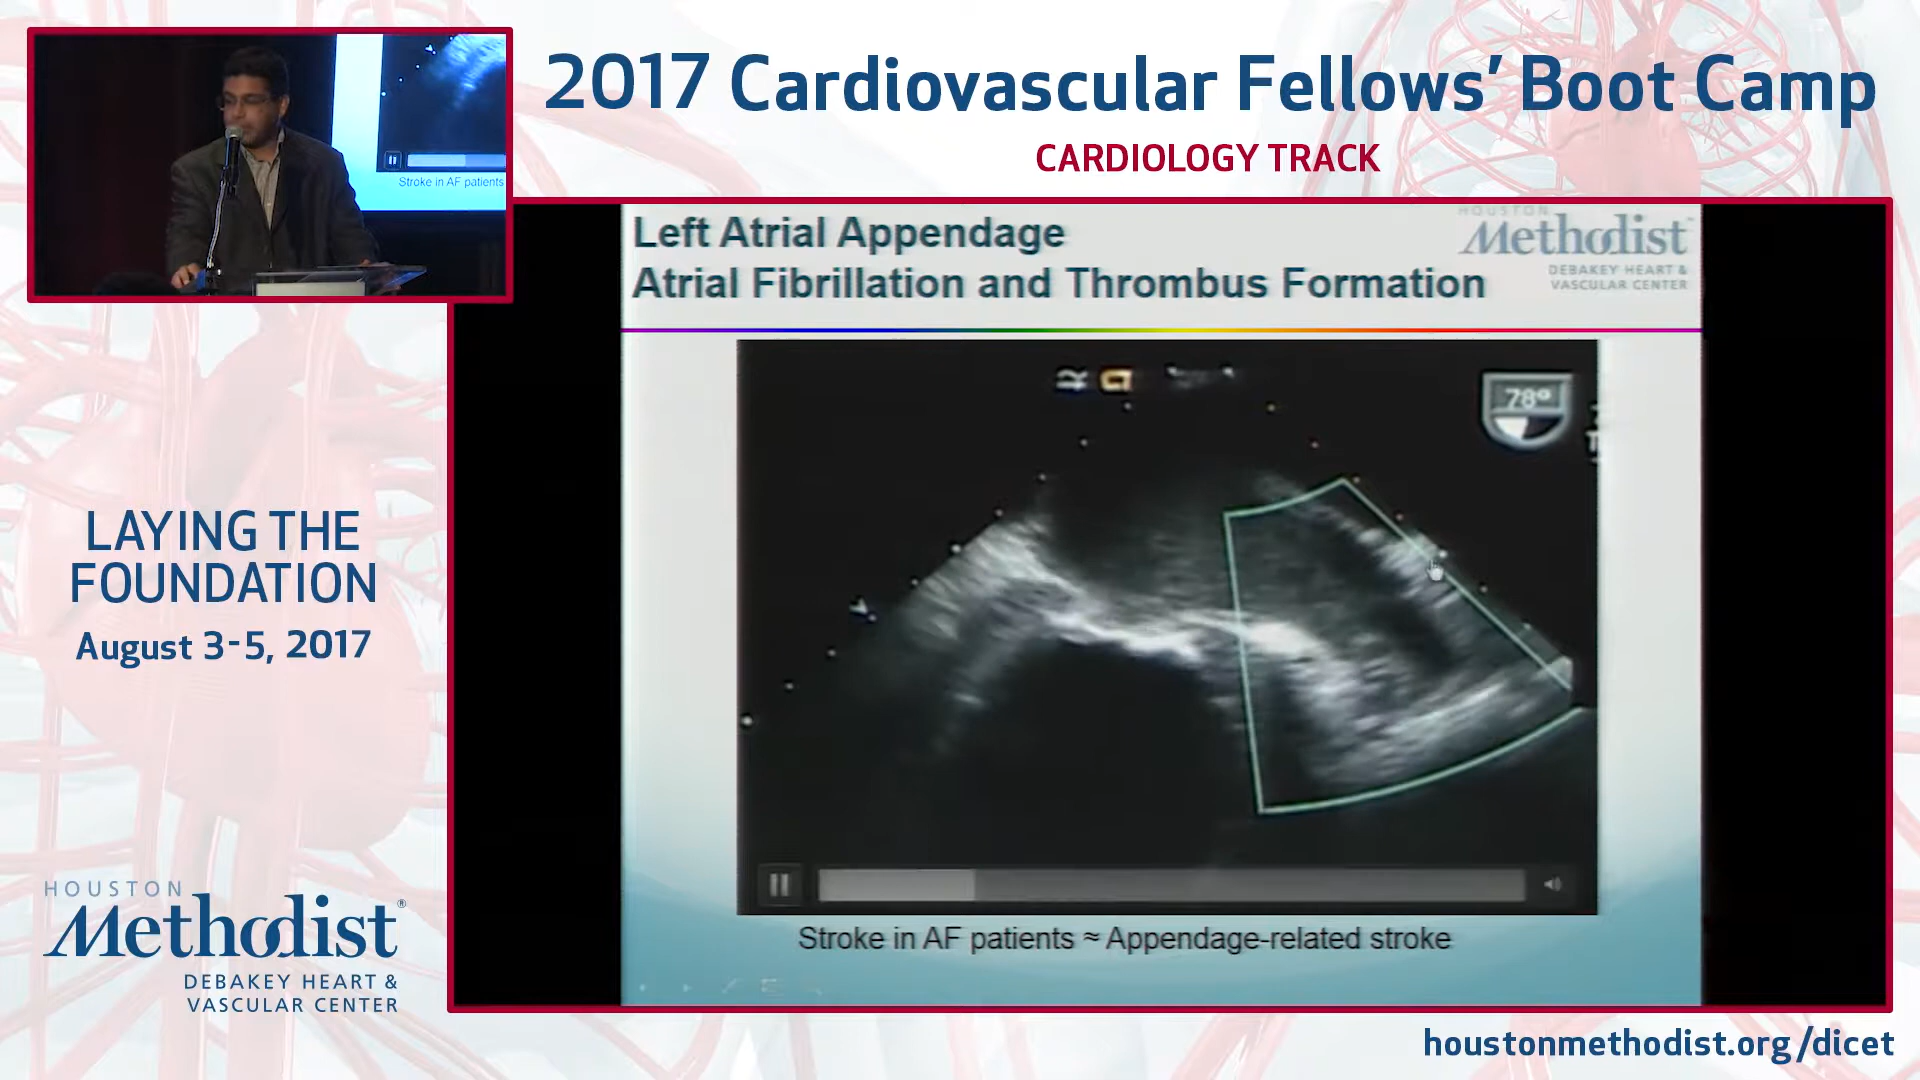 2017 Cardiovascular Fellows’ Boot Camp
CARDIOLOGY TRACK
Stroke in AF patients
Left Atrial Appendage
Atrial Fibrillation and Thrombus Formation
HOUSTON
Methodist
DEBAKEY HEART &
VASCULAR CENTER
78°
Stroke in AF patients ≈ Appendage-related stroke
LAYING THE
FOUNDATION
August 3-5, 2017
HOUSTON
Methodist®
DEBAKEY HEART &
VASCULAR CENTER
houstonmethodist.org/dicet